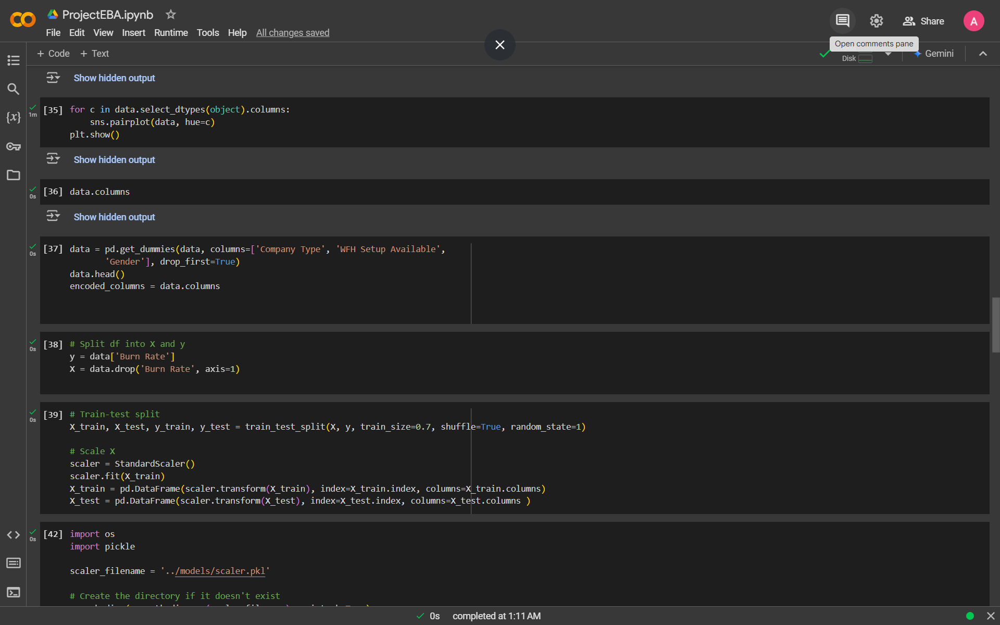 ProjectEBA.ipynb
File Edit View Insert Runtime Tools Help All changes saved
Share
A
Open comments pane
+ Code + Text
Disk
Gemini
Show hidden output
1m
[35] for c in data.select_dtypes(object).columns:
sns.pairplot(data, hue=c)
plt.show()
Show hidden output
0s
[36] data.columns
Show hidden output
0s
[37] data = pd.get_dummies(data, columns=['Company Type', 'WFH Setup Available',
'Gender'], drop_first=True)
data.head()
encoded_columns = data.columns
0s
[38] # Split df into X and y
y = data['Burn Rate']
X = data.drop('Burn Rate', axis=1)
0s
[39] # Train-test split
X_train, X_test, y_train, y_test = train_test_split(X, y, train_size=0.7, shuffle=True, random_state=1)
# Scale X
scaler = StandardScaler()
scaler.fit(X_train)
X_train = pd.DataFrame(scaler.transform(X_train), index=X_train.index, columns=X_train.columns)
X_test = pd.DataFrame(scaler.transform(X_test), index=X_test.index, columns=X_test.columns )
0s
[42] import os
import pickle
scaler_filename = '../models/scaler.pkl'
# Create the directory if it doesn't exist
0s completed at 1:11 AM